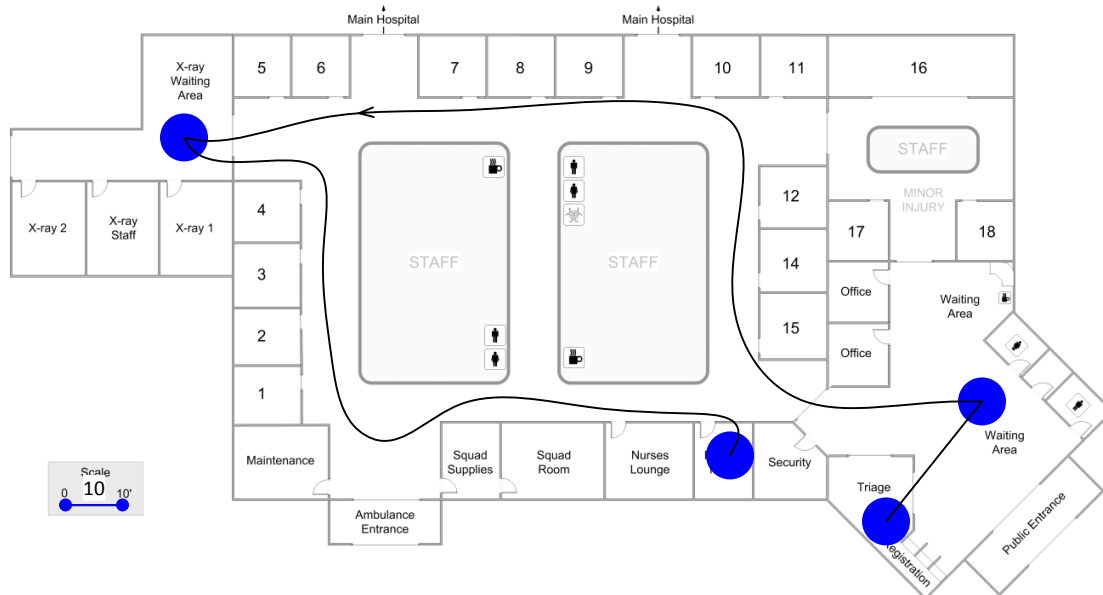 Main Hospital
Main Hospital
X-ray
Waiting
Area
5
6
7
8
9
10
11
16
STAFF
MINOR
INJURY
X-ray 2
X-ray
Staff
X-ray 1
4
3
2
1
STAFF
STAFF
12
14
15
17
18
Office
Office
Waiting
Area
Waiting
Area
Maintenance
Squad
Supplies
Squad
Room
Nurses
Lounge
Security
Triage
Registration
Public Entrance
Ambulance
Entrance
Scale
10
0
10'